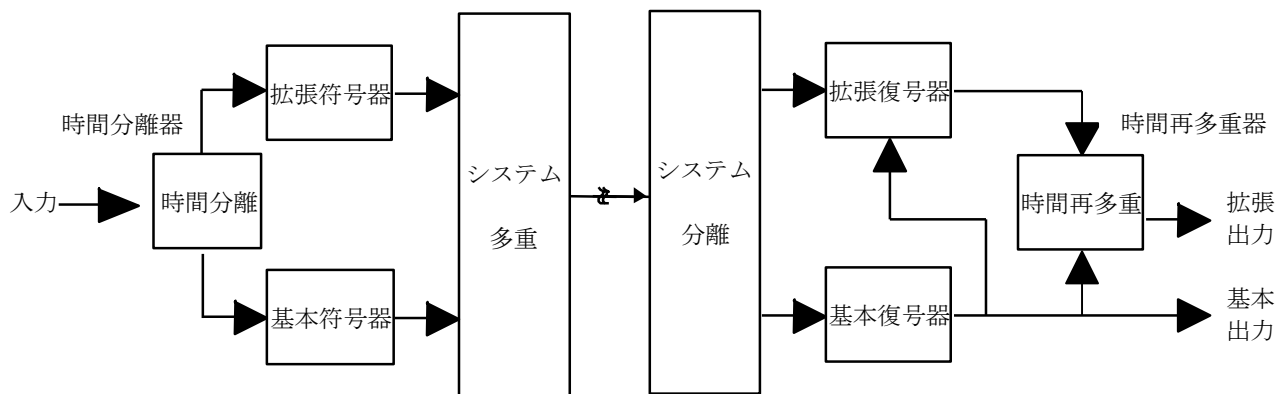 拡張符号器
時間分離器
入力
時間分離
基本符号器
システム
多重
システム
分離
拡張復号器
基本復号器
時間再多重器
時間再多重
拡張
出力
基本
出力